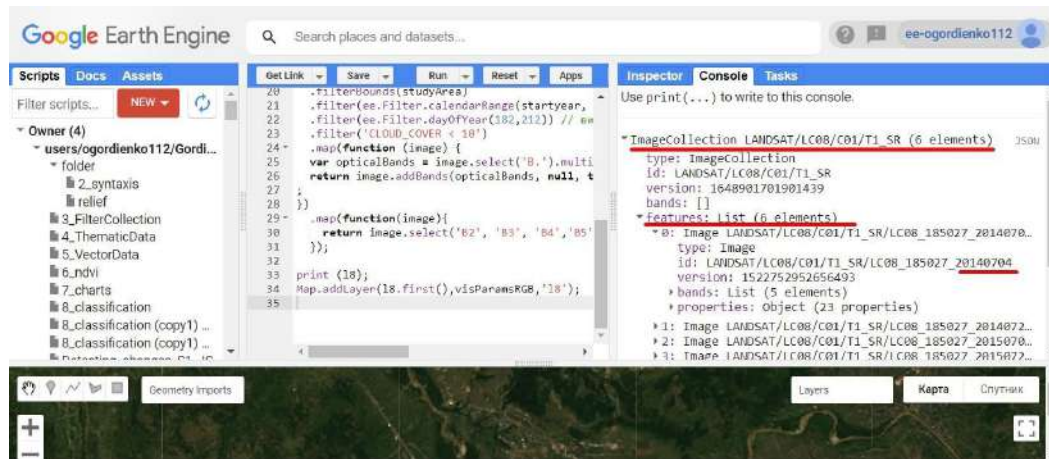 Google Earth Engine
Search places and datasets...
ee-ogordienko112
Scripts Docs Assets
Filter scripts... NEW
Owner (4)
users/ogordienko112/Gordi...
folder
2_syntaxis
relief
3_FilterCollection
4_ThematicData
5_VectorData
6_ndvi
7_charts
8_classification
8_classification (copy1) ...
8_classification (copy1) ...
Get Link Save Run Reset Apps
20 .filterBounds(studyArea)
21 .filter(ee.Filter.calendarRange(startyear,
22 .filter(ee.Filter.dayOfYear(182,212)) //
23 .filter('CLOUD_COVER < 10')
24 .map(function (image) {
25 var opticalBands = image.select('B.').multi
26 return image.addBands(opticalBands, null, t
27 ;
28 })
29 .map(function(image){
30 return image.select('B2', 'B3', 'B4','B5'
31 });
32
33 print (l8);
34 Map.addLayer(l8.first(),visParamsRGB,'l8');
35
Inspector Console Tasks
Use print(...) to write to this console.
ImageCollection LANDSAT/LC08/C01/T1_SR (6 elements) JSON
type: ImageCollection
id: LANDSAT/LC08/C01/T1_SR
version: 1648901701901439
bands: []
features: List (6 elements)
0: Image LANDSAT/LC08/C01/T1_SR/LC08_185027_2014070...
type: Image
id: LANDSAT/LC08/C01/T1_SR/LC08_185027_20140704
version: 1522752952656493
bands: List (5 elements)
properties: Object (23 properties)
1: Image LANDSAT/LC08/C01/T1_SR/LC08_185027_2014072...
2: Image LANDSAT/LC08/C01/T1_SR/LC08_185027_2015070...
3: Image LANDSAT/LC08/C01/T1_SR/LC08_185027_2015072...
Geometry Imports
Layers
Карта Спутник